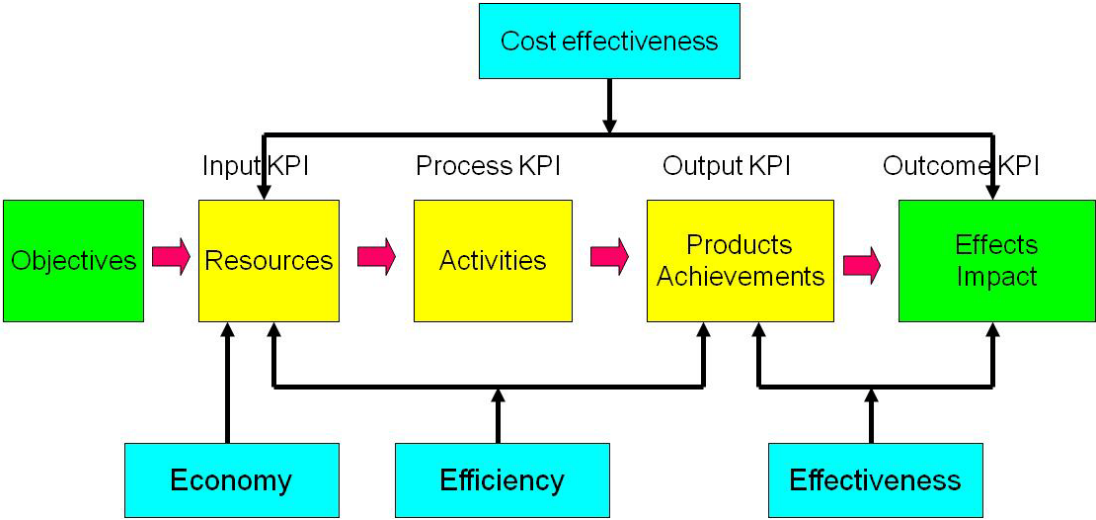 Cost effectiveness
Input KPI
Process KPI
Output KPI
Outcome KPI
Objectives
Resources
Activities
Products
Achievements
Effects
Impact
Economy
Efficiency
Effectiveness